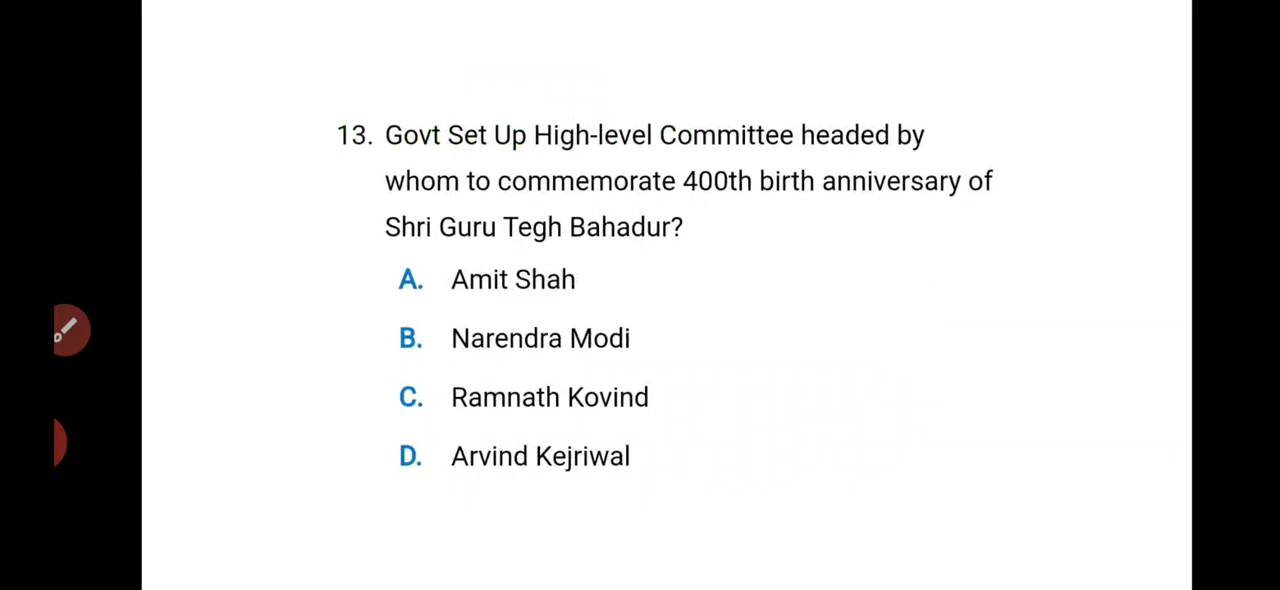 13. Govt Set Up High-level Committee headed by
whom to commemorate 400th birth anniversary of
Shri Guru Tegh Bahadur?
A. Amit Shah
B. Narendra Modi
C. Ramnath Kovind
D. Arvind Kejriwal